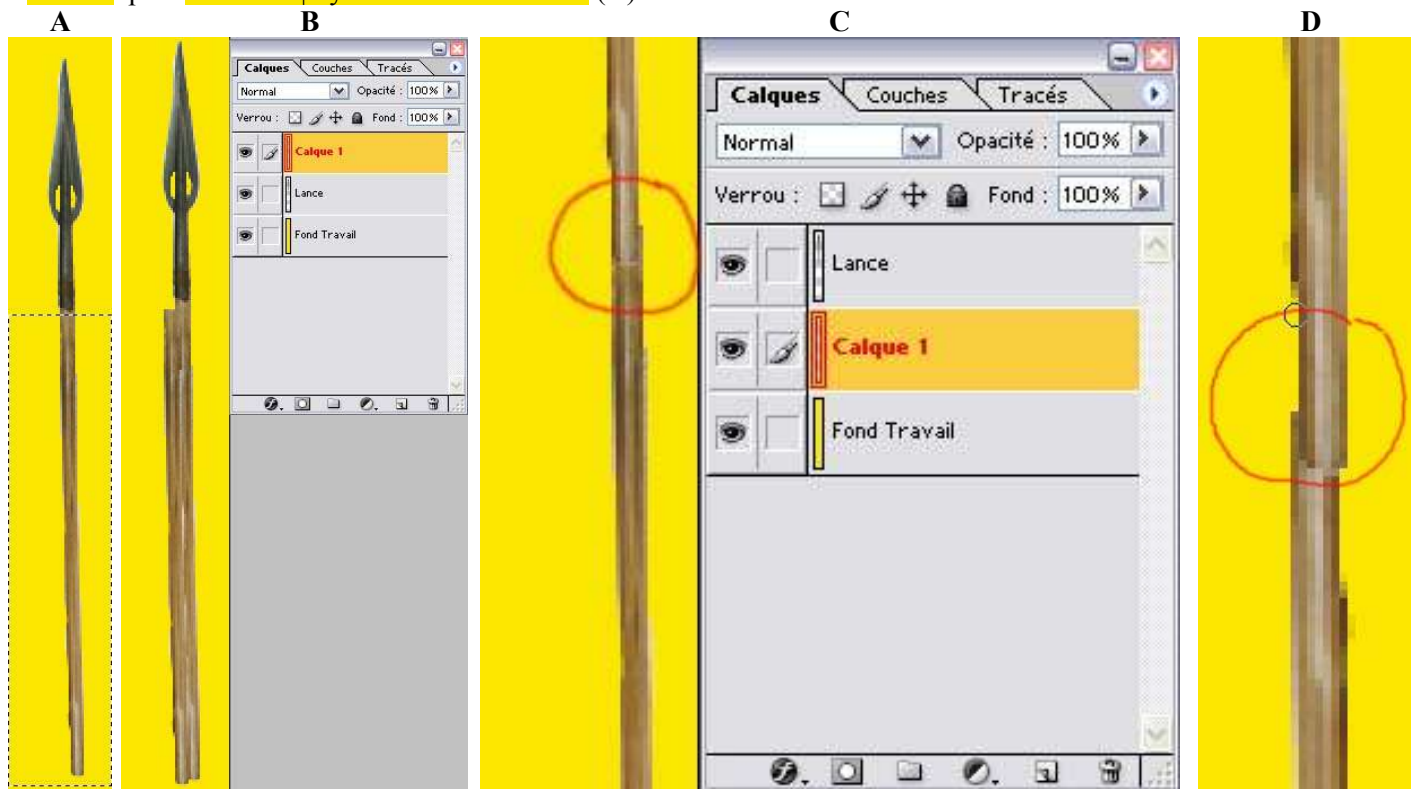 A B C D
Calques Couches Tracés
Normal Opacité : 100%
Verrou : Fond : 100%
Calque 1
Lance
Fond Travail
Calques Couches Tracés
Normal Opacité : 100%
Verrou : Fond : 100%
Lance
Calque 1
Fond Travail